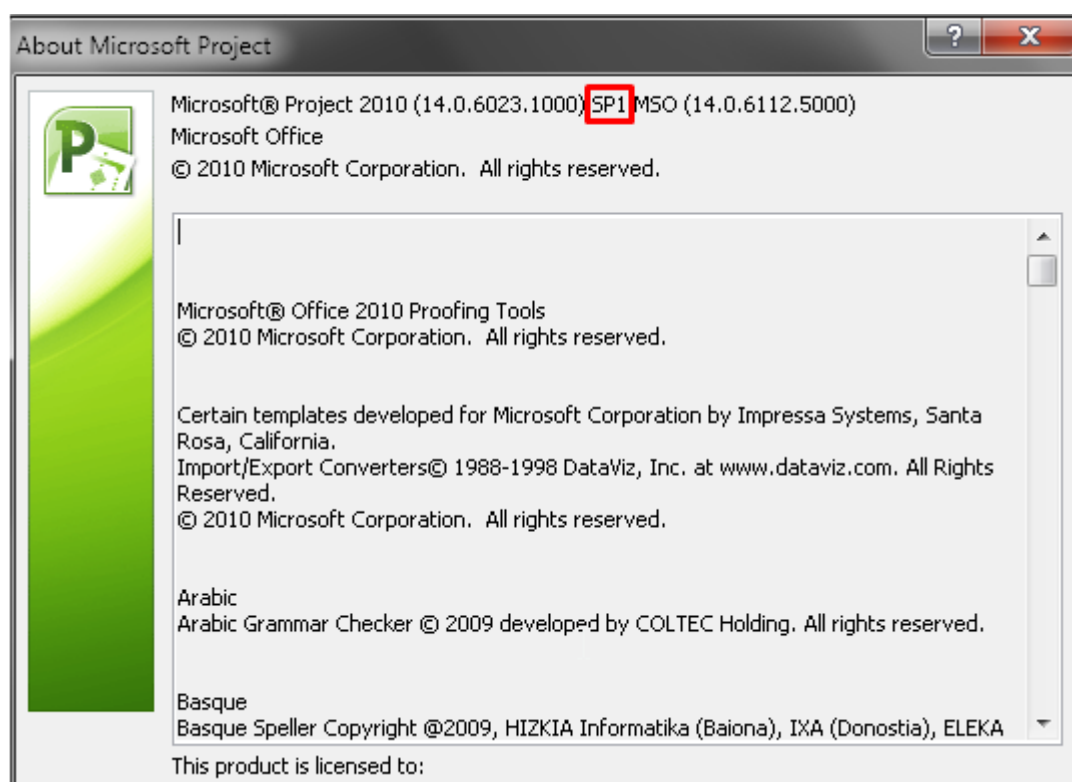 About Microsoft Project
Microsoft® Project 2010 (14.0.6023.1000) SP1 MSO (14.0.6112.5000)
Microsoft Office
© 2010 Microsoft Corporation. All rights reserved.
Microsoft® Office 2010 Proofing Tools
© 2010 Microsoft Corporation. All rights reserved.
Certain templates developed for Microsoft Corporation by Impressa Systems, Santa
Rosa, California.
Import/Export Converters© 1988-1998 DataViz, Inc. at www.dataviz.com. All Rights
Reserved.
© 2010 Microsoft Corporation. All rights reserved.
Arabic
Arabic Grammar Checker © 2009 developed by COLTEC Holding. All rights reserved.
Basque
Basque Speller Copyright @2009, HIZKIA Informatika (Baiona), IXA (Donostia), ELEKA
This product is licensed to: